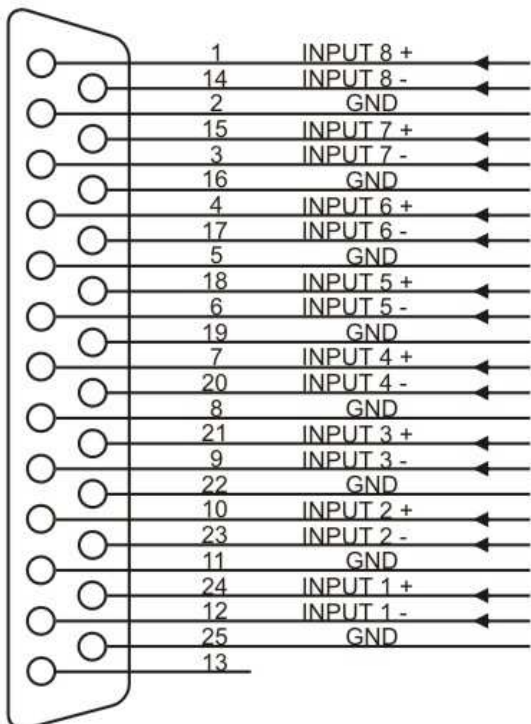 1 INPUT 8 +
14 INPUT 8 -
2 GND
15 INPUT 7 +
3 INPUT 7 -
16 GND
4 INPUT 6 +
17 INPUT 6 -
5 GND
18 INPUT 5 +
6 INPUT 5 -
19 GND
7 INPUT 4 +
20 INPUT 4 -
8 GND
21 INPUT 3 +
9 INPUT 3 -
22 GND
10 INPUT 2 +
23 INPUT 2 -
11 GND
24 INPUT 1 +
12 INPUT 1 -
25 GND
13